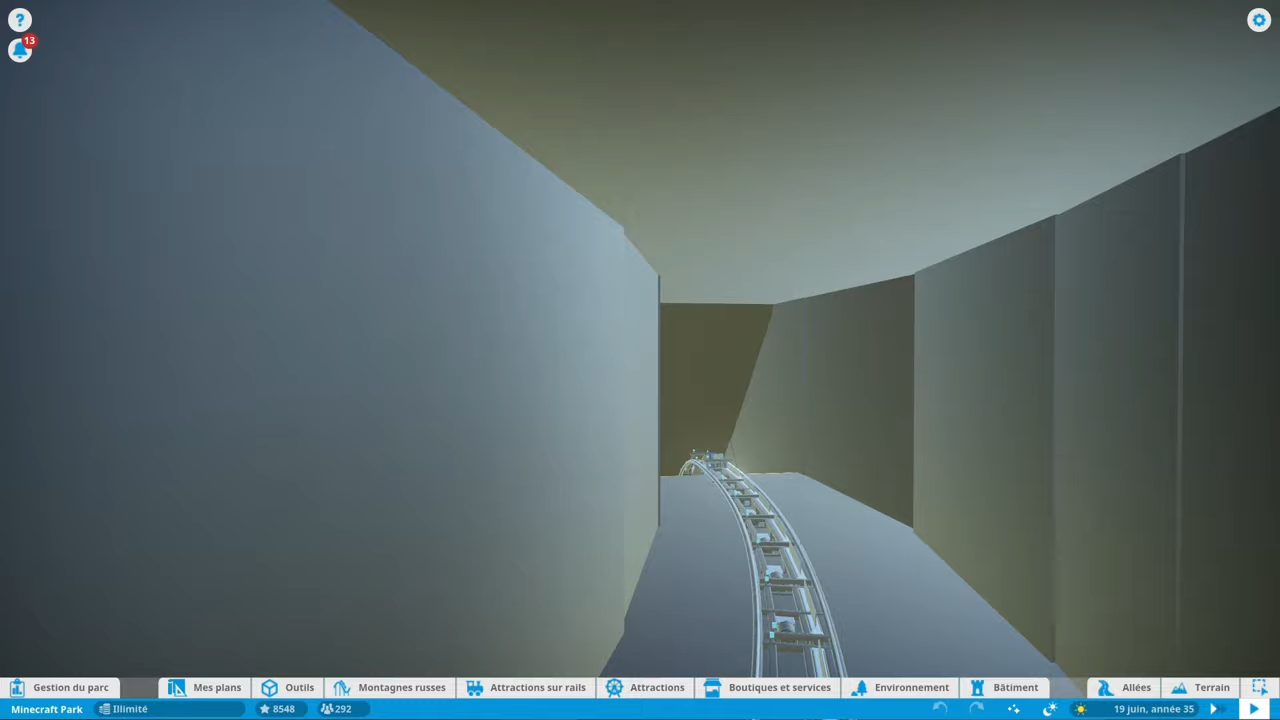 ?
13
Gestion du parc
Mes plans
Outils
Montagnes russes
Attractions sur rails
Attractions
Boutiques et services
Environnement
Bâtiment
Allées
Terrain
Minecraft Park
Illimité
8548
292
19 juin, année 35